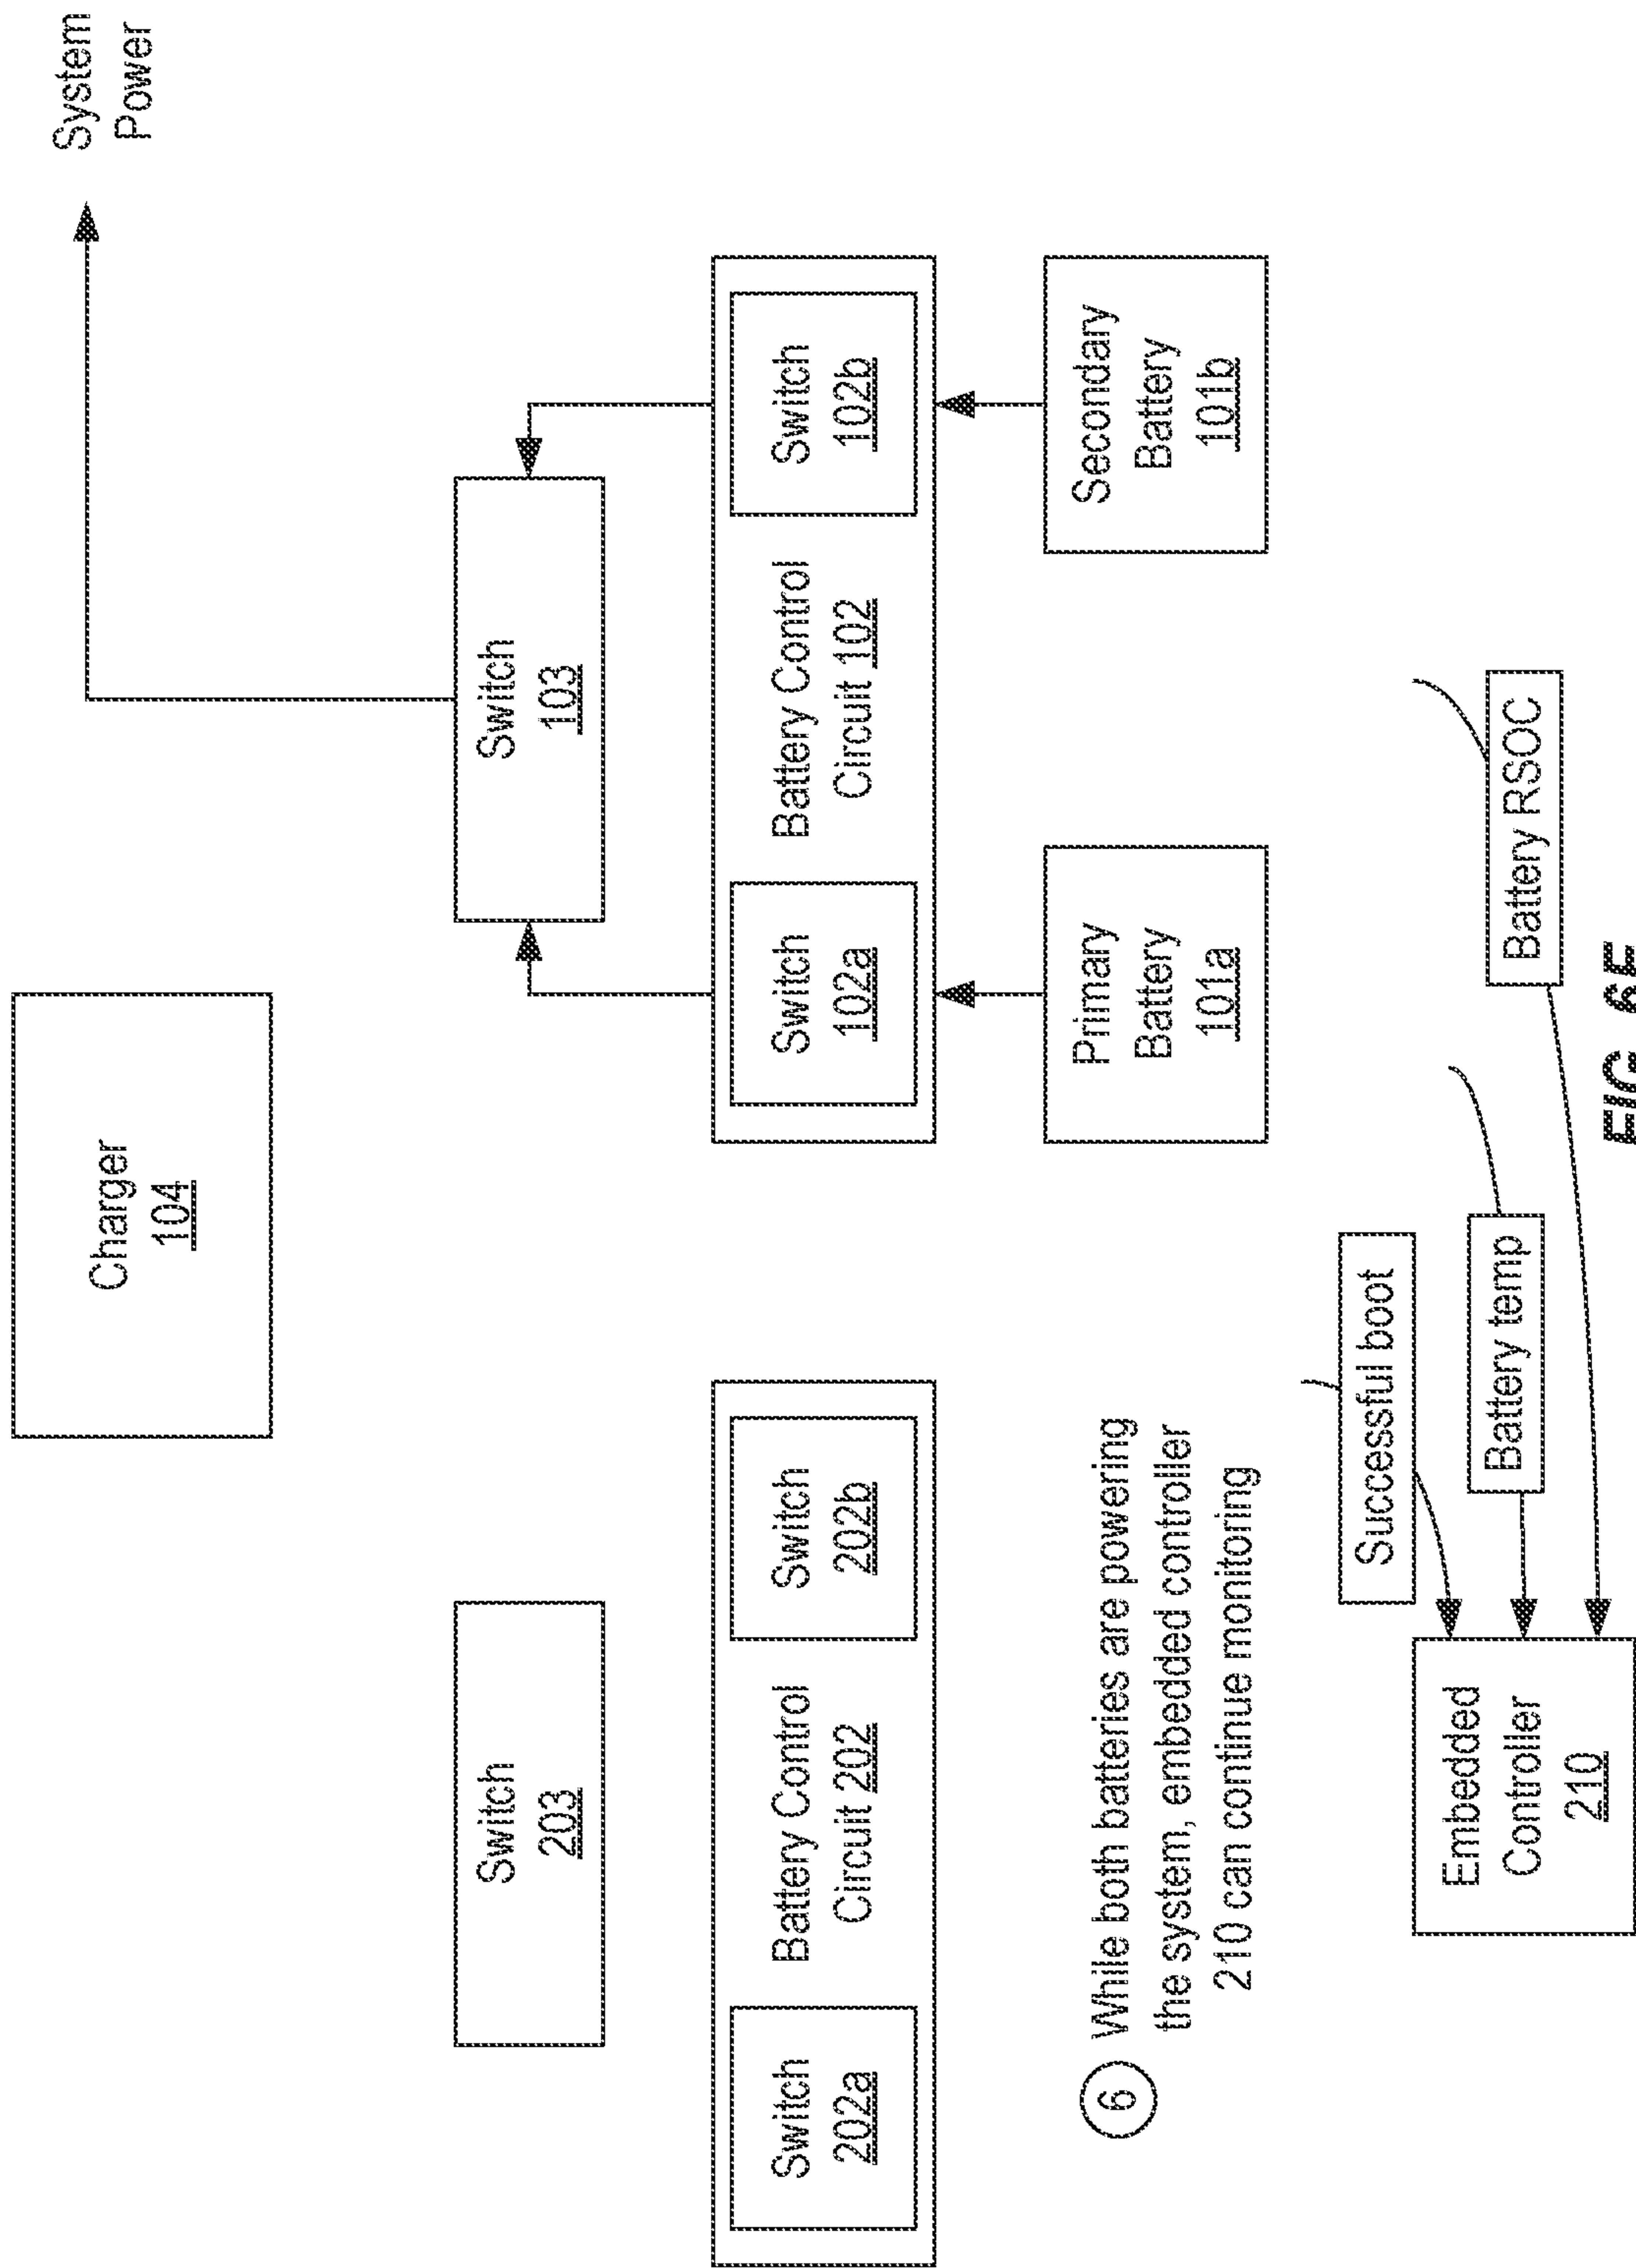 System
Power
Charger
104
Switch
203
Switch
103
Switch
202a
Battery Control
Circuit 202
Switch
202b
Switch
102a
Battery Control
Circuit 102
Switch
102b
6 While both batteries are powering
the system, embedded controller
210 can continue monitoring
Primary
Battery
101a
Secondary
Battery
101b
Successful boot
Embedded
Controller
210
Battery temp
Battery RSOC
FIG